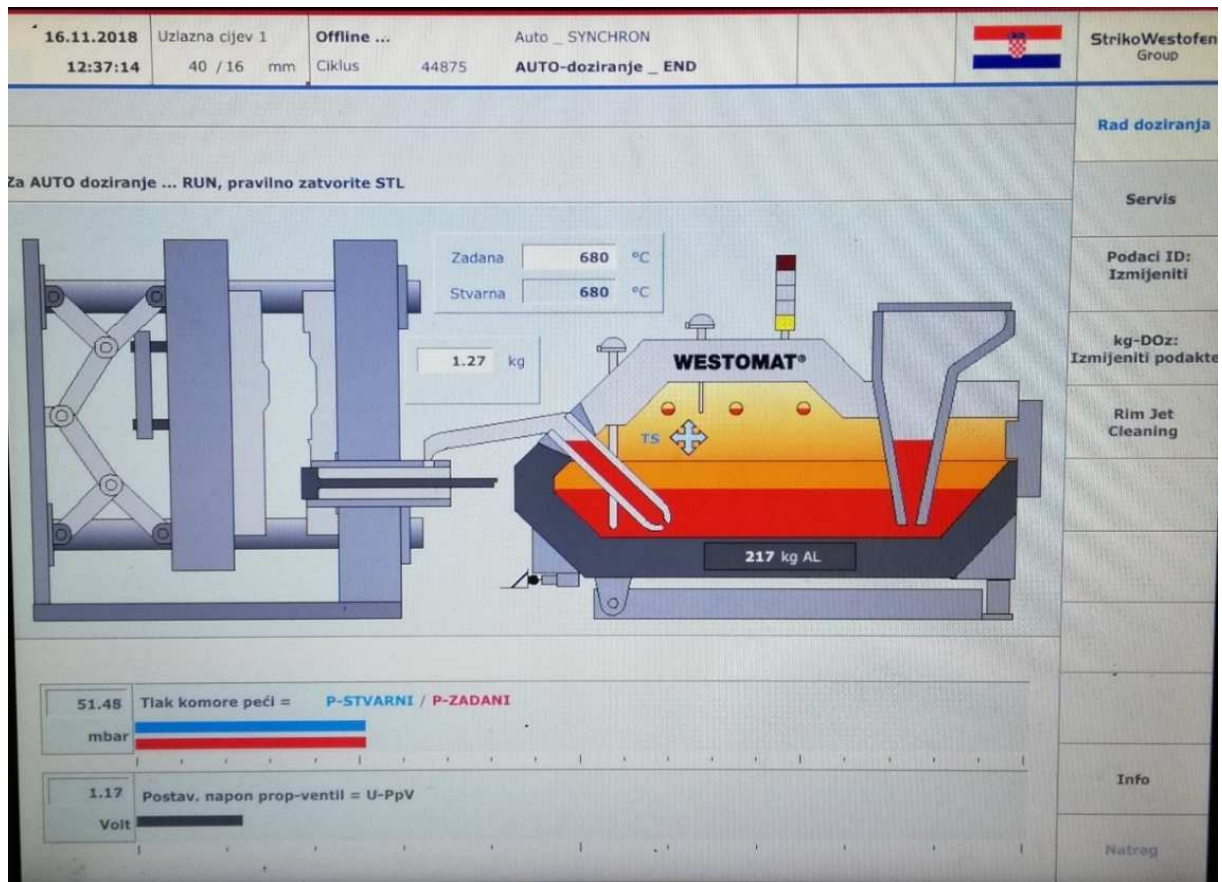 16.11.2018
12:37:14
Uzlazna cijev 1
40 / 16 mm
Offline ...
Ciklus 44875
Auto _ SYNCHRON
AUTO-doziranje _ END
StrikoWestofen
Group
Rad doziranja
Za AUTO doziranje ... RUN, pravilno zatvorite STL
Servis
Podaci ID:
Izmijeniti
kg-DOz:
Izmijeniti podakte
Rim Jet
Cleaning
Zadana 680 °C
Stvarna 680 °C
1.27 kg
WESTOMAT®
TS
217 kg AL
51.48
mbar
Tlak komore peći = P-STVARNI / P-ZADANI
1.17
Volt
Postav. napon prop-ventil = U-PpV
Info
Natrag